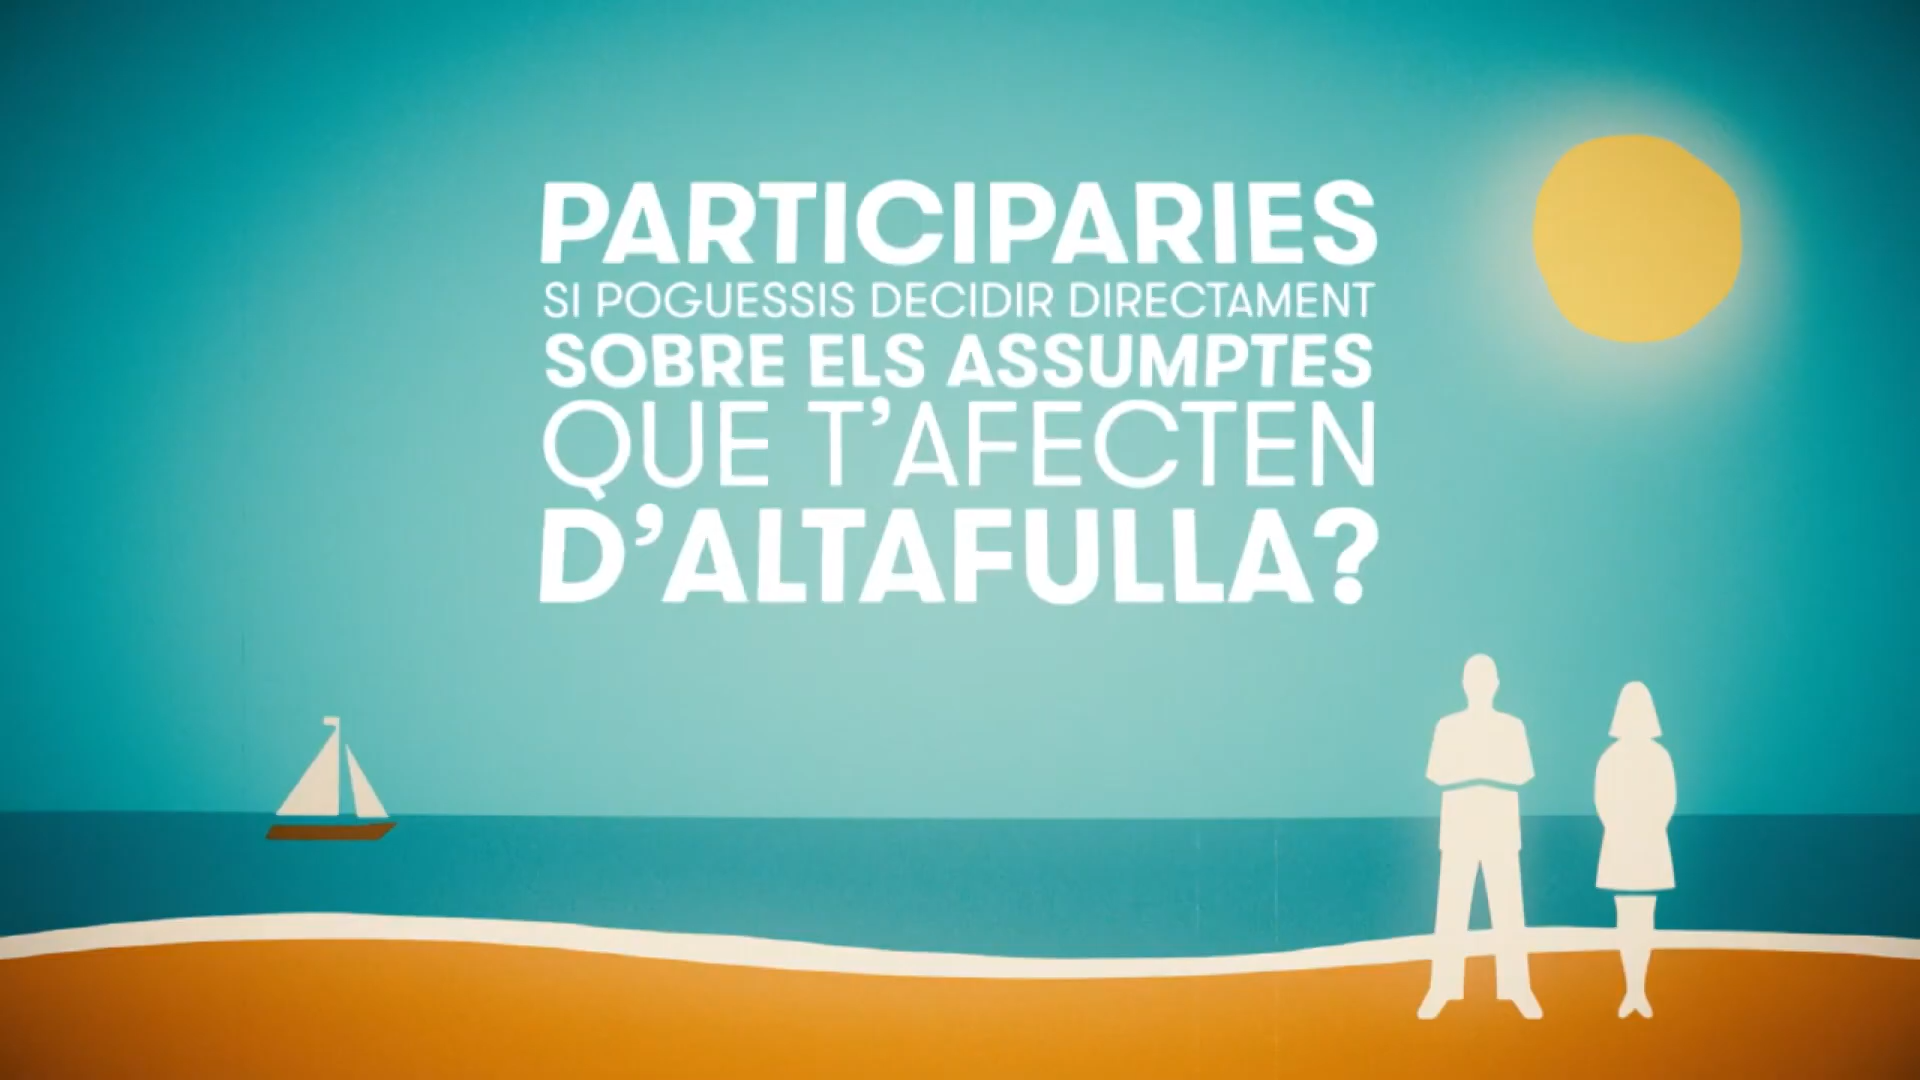 PARTICIPARIES
SI POGUESSIS DECIDIR DIRECTAMENT
SOBRE ELS ASSUMPTES
QUE T’AFECTEN
D’ALTAFULLA?